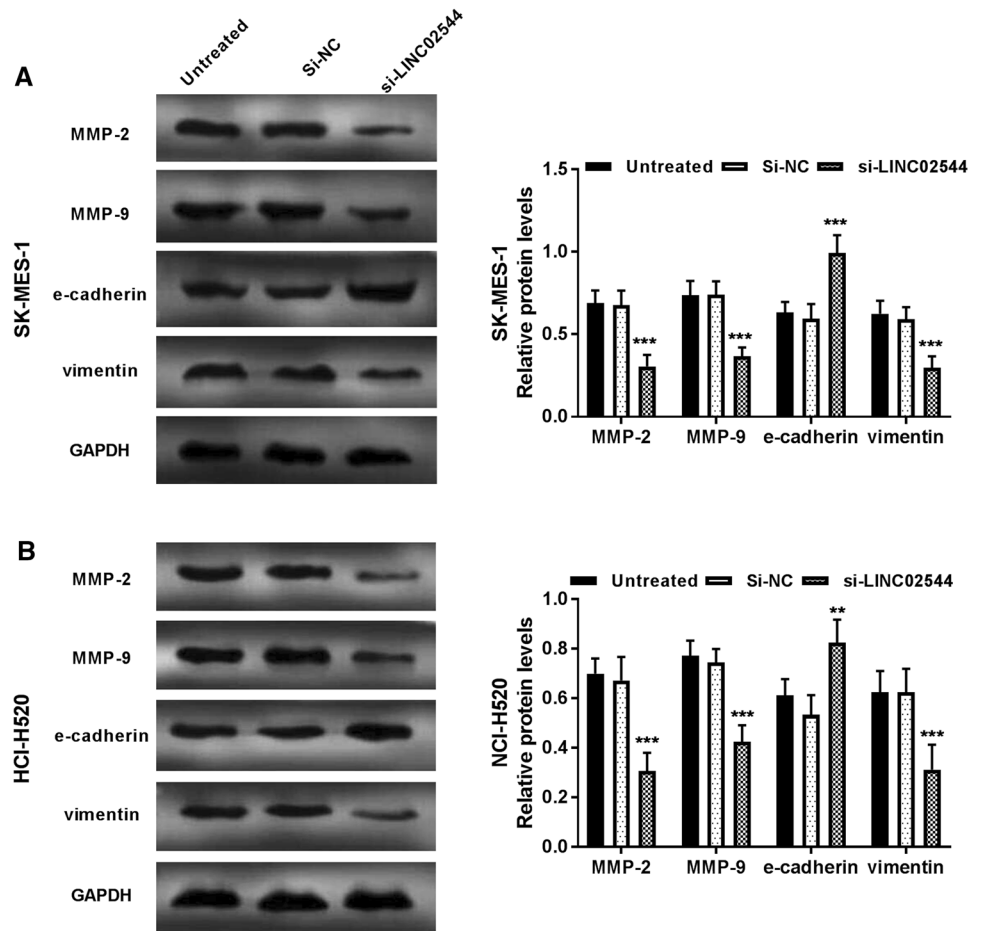 A
Untreated
Si-NC
si-LINC02544
SK-MES-1
MMP-2
MMP-9
e-cadherin
vimentin
GAPDH
Untreated Si-NC si-LINC02544
SK-MES-1
Relative protein levels
1.5
1.0
0.5
0.0
***
***
***
***
MMP-2 MMP-9 e-cadherin vimentin
B
HCI-H520
MMP-2
MMP-9
e-cadherin
vimentin
GAPDH
Untreated Si-NC si-LINC02544
NCI-H520
Relative protein levels
1.0
0.8
0.6
0.4
0.2
0.0
***
***
**
***
MMP-2 MMP-9 e-cadherin vimentin